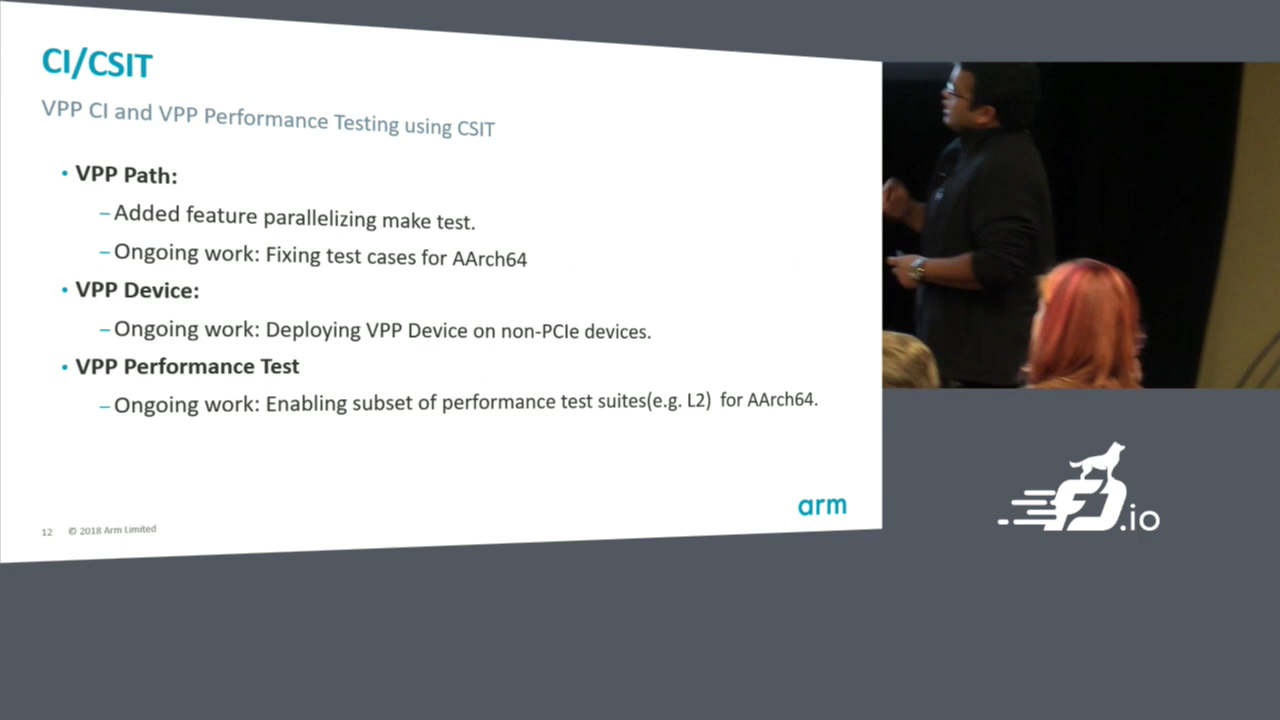 CI/CSIT
VPP CI and VPP Performance Testing using CSIT
• VPP Path:
– Added feature parallelizing make test.
– Ongoing work: Fixing test cases for AArch64
• VPP Device:
– Ongoing work: Deploying VPP Device on non-PCIe devices.
• VPP Performance Test
– Ongoing work: Enabling subset of performance test suites(e.g. L2) for AArch64.
arm
12 © 2018 Arm Limited
FD.io